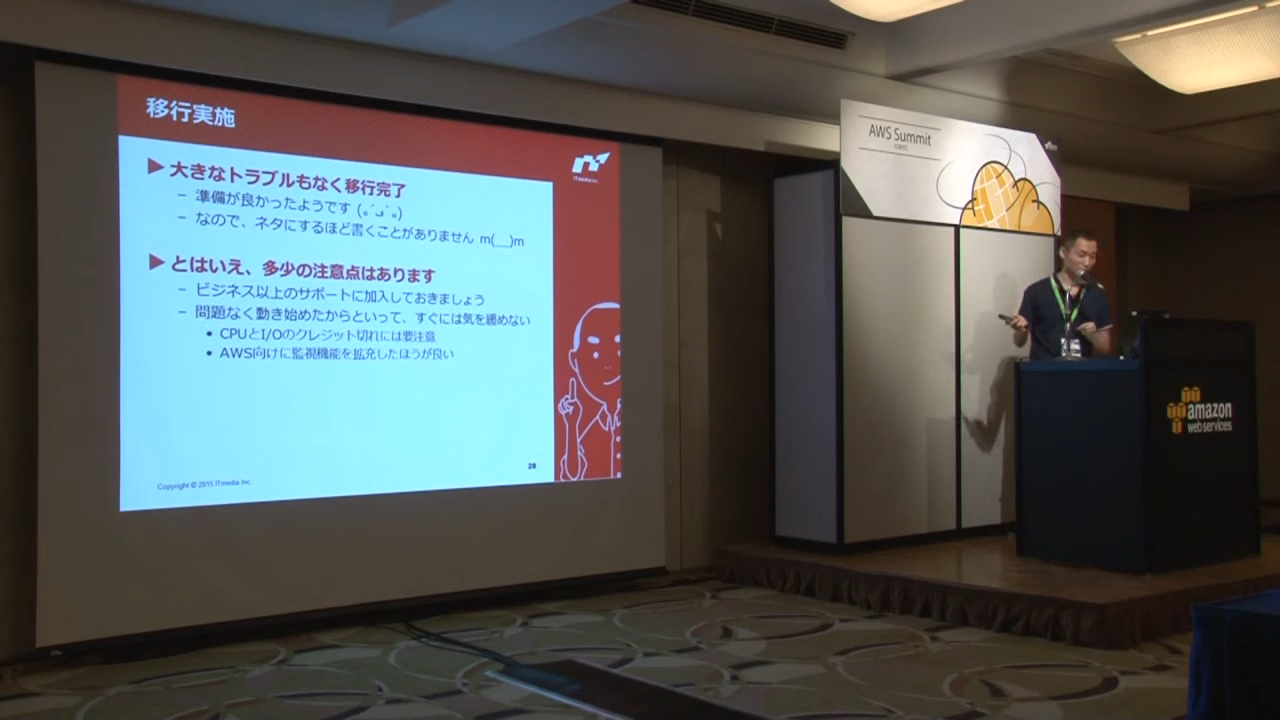 移行実施
ITmedia Inc.
▶大きなトラブルもなく移行完了
– 準備が良かったようです (｡´ω`｡)
– なので、ネタにするほど書くことがありません m(__)m
▶とはいえ、多少の注意点はあります
– ビジネス以上のサポートに加入しておきましょう
– 問題なく動き始めたからといって、すぐには気を緩めない
• CPUとI/Oのクレジット切れには要注意
• AWS向けに監視機能を拡充したほうが良い
28
Copyright © 2015 ITmedia Inc.
AWS Summit
TOKYO
amazon
web services